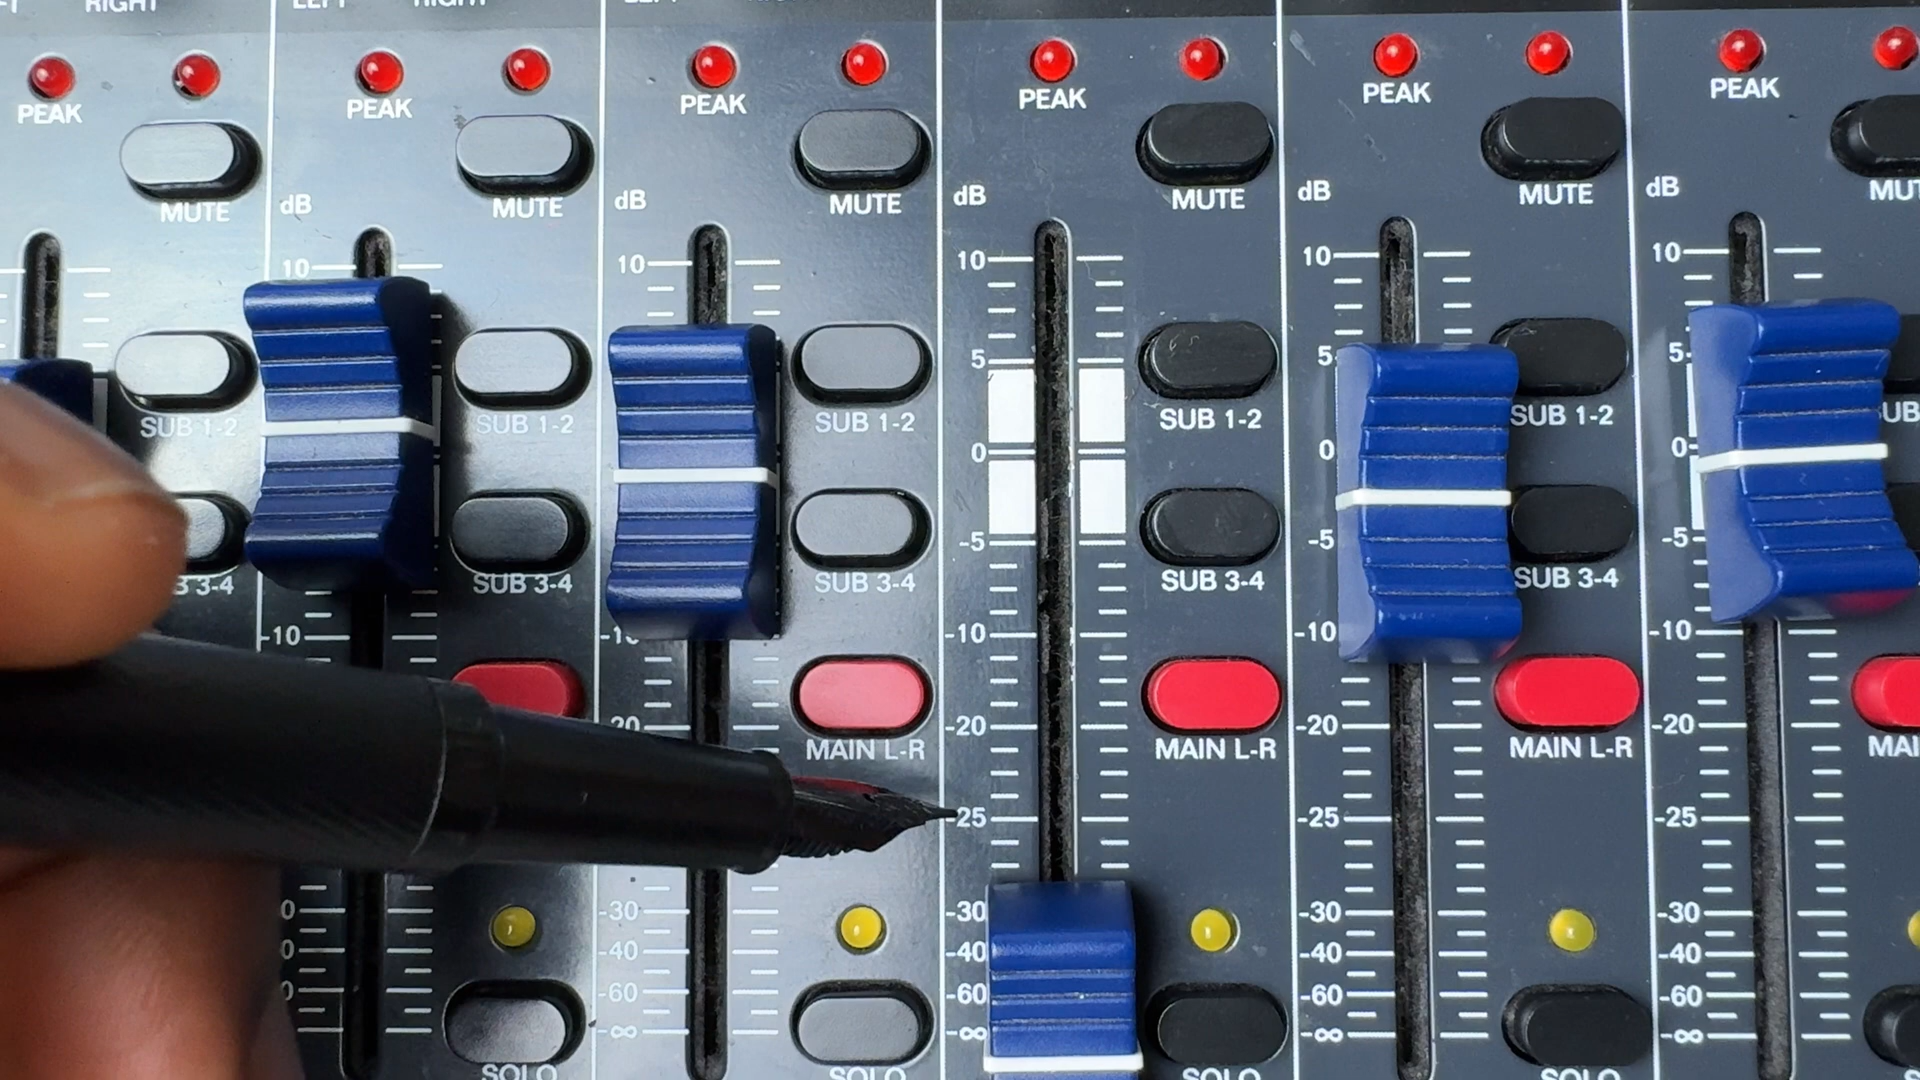 RIGHT LEFT RIGHT
PEAK PEAK PEAK PEAK PEAK PEAK
MUTE MUTE MUTE MUTE MUTE
dB dB dB dB dB
10 10 10 10 10
5 5 5
SUB 1-2 SUB 1-2 SUB 1-2 SUB 1-2 SUB 1-2
0 0 0
-5 -5 -5
SUB 3-4 SUB 3-4 SUB 3-4 SUB 3-4
-10 -10 -10 -10
-20 -20 -20
MAIN L-R MAIN L-R MAIN L-R
-25 -25 -25
-30 -30 -30
-40 -40 -40
-60 -60 -60
-∞ -∞ -∞
SOLO SOLO SOLO SOLO